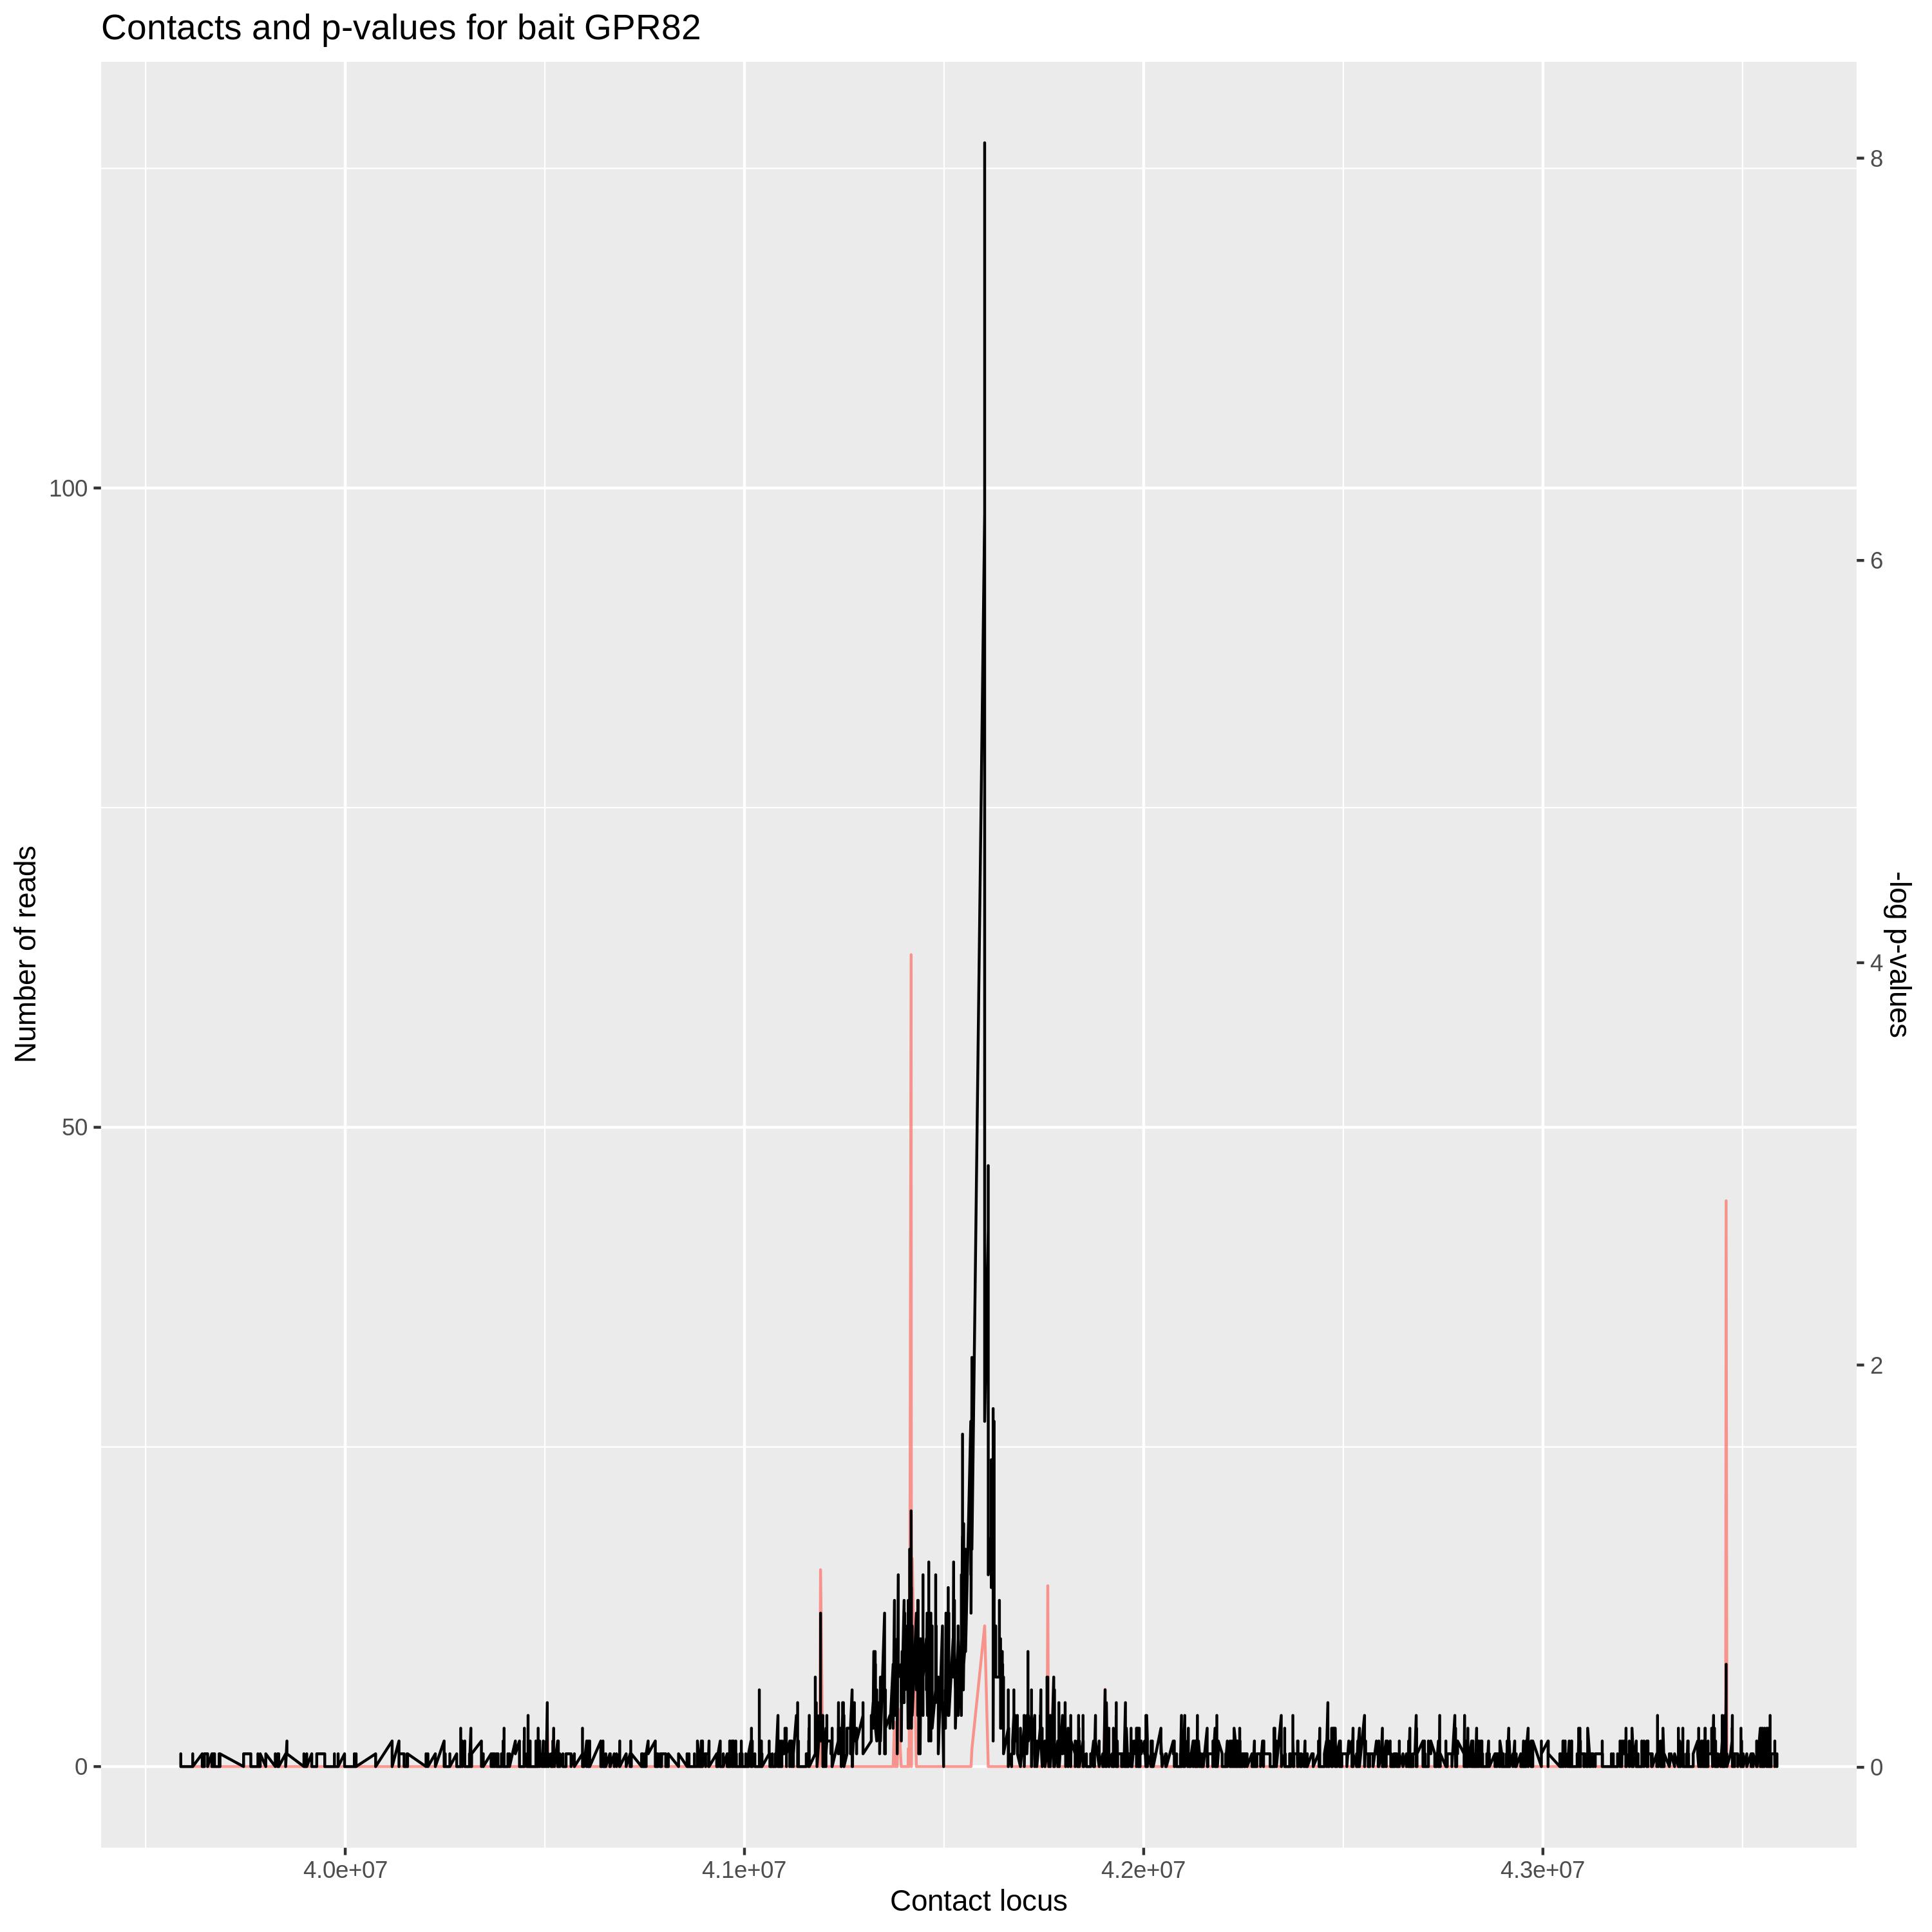 Contacts and p-values for bait GPR82
Number of reads
100
50
0
8
6
4
2
0
-log p-values
4.0e+07
4.1e+07
4.2e+07
4.3e+07
Contact locus